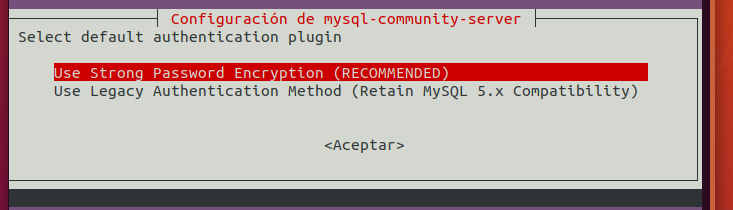 Configuración de mysql-community-server
Select default authentication plugin
Use Strong Password Encryption (RECOMMENDED)
Use Legacy Authentication Method (Retain MySQL 5.x Compatibility)
<Aceptar>